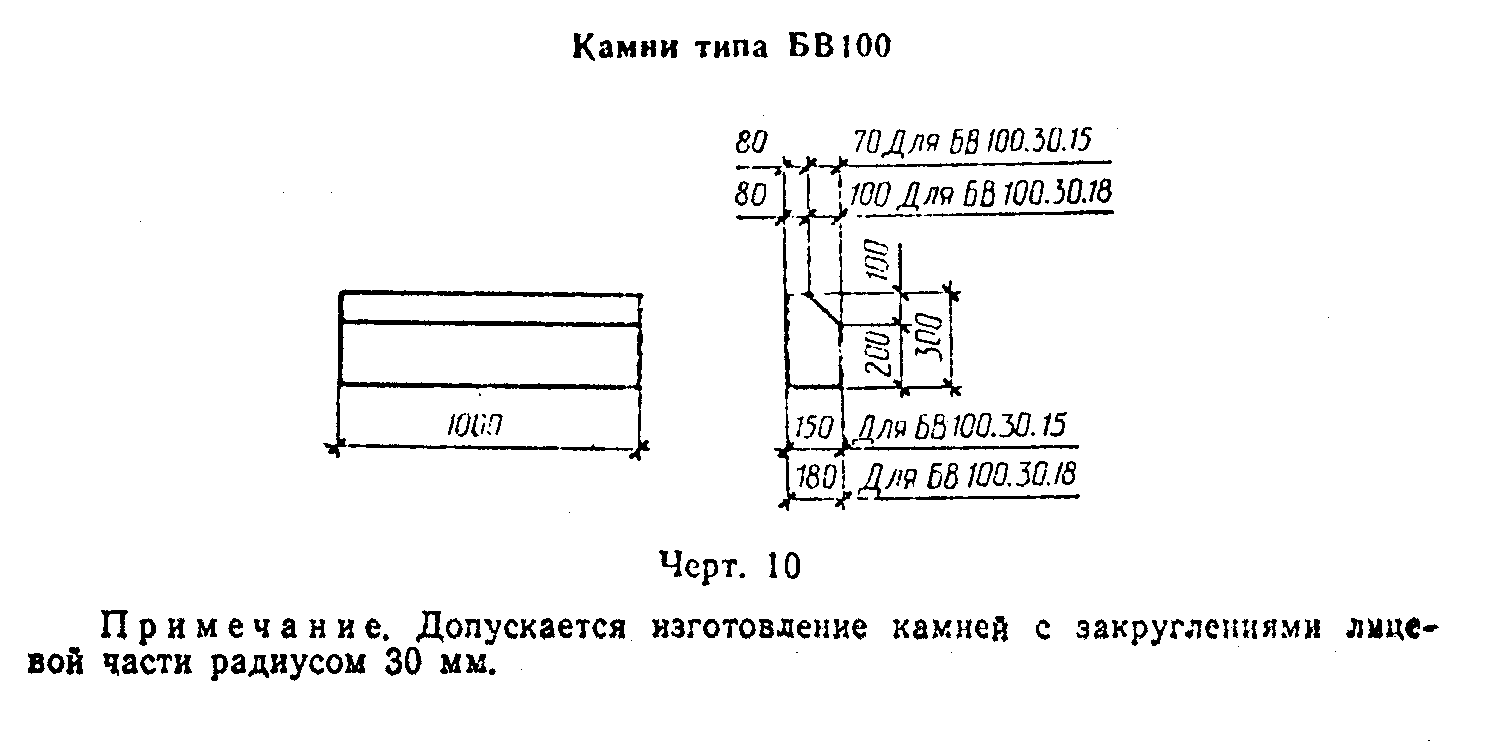 Камни типа БВ100
80 70 Для БВ 100.30.15
80 100 Для БВ 100.30.18
100
200
300
1000
150 Для БВ 100.30.15
180 Для БВ 100.30.18
Черт. 10
Примечание. Допускается изготовление камней с закруглениями лице-
вой части радиусом 30 мм.